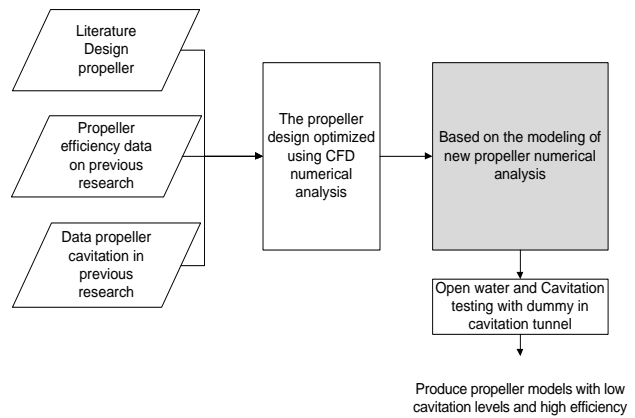 Literature
Design
propeller
Propeller
efficiency data
on previous
research
Data propeller
cavitation in
previous
research
The propeller
design optimized
using CFD
numerical
analysis
Based on the modeling of
new propeller numerical
analysis
Open water and Cavitation
testing with dummy in
cavitation tunnel
Produce propeller models with low
cavitation levels and high efficiency